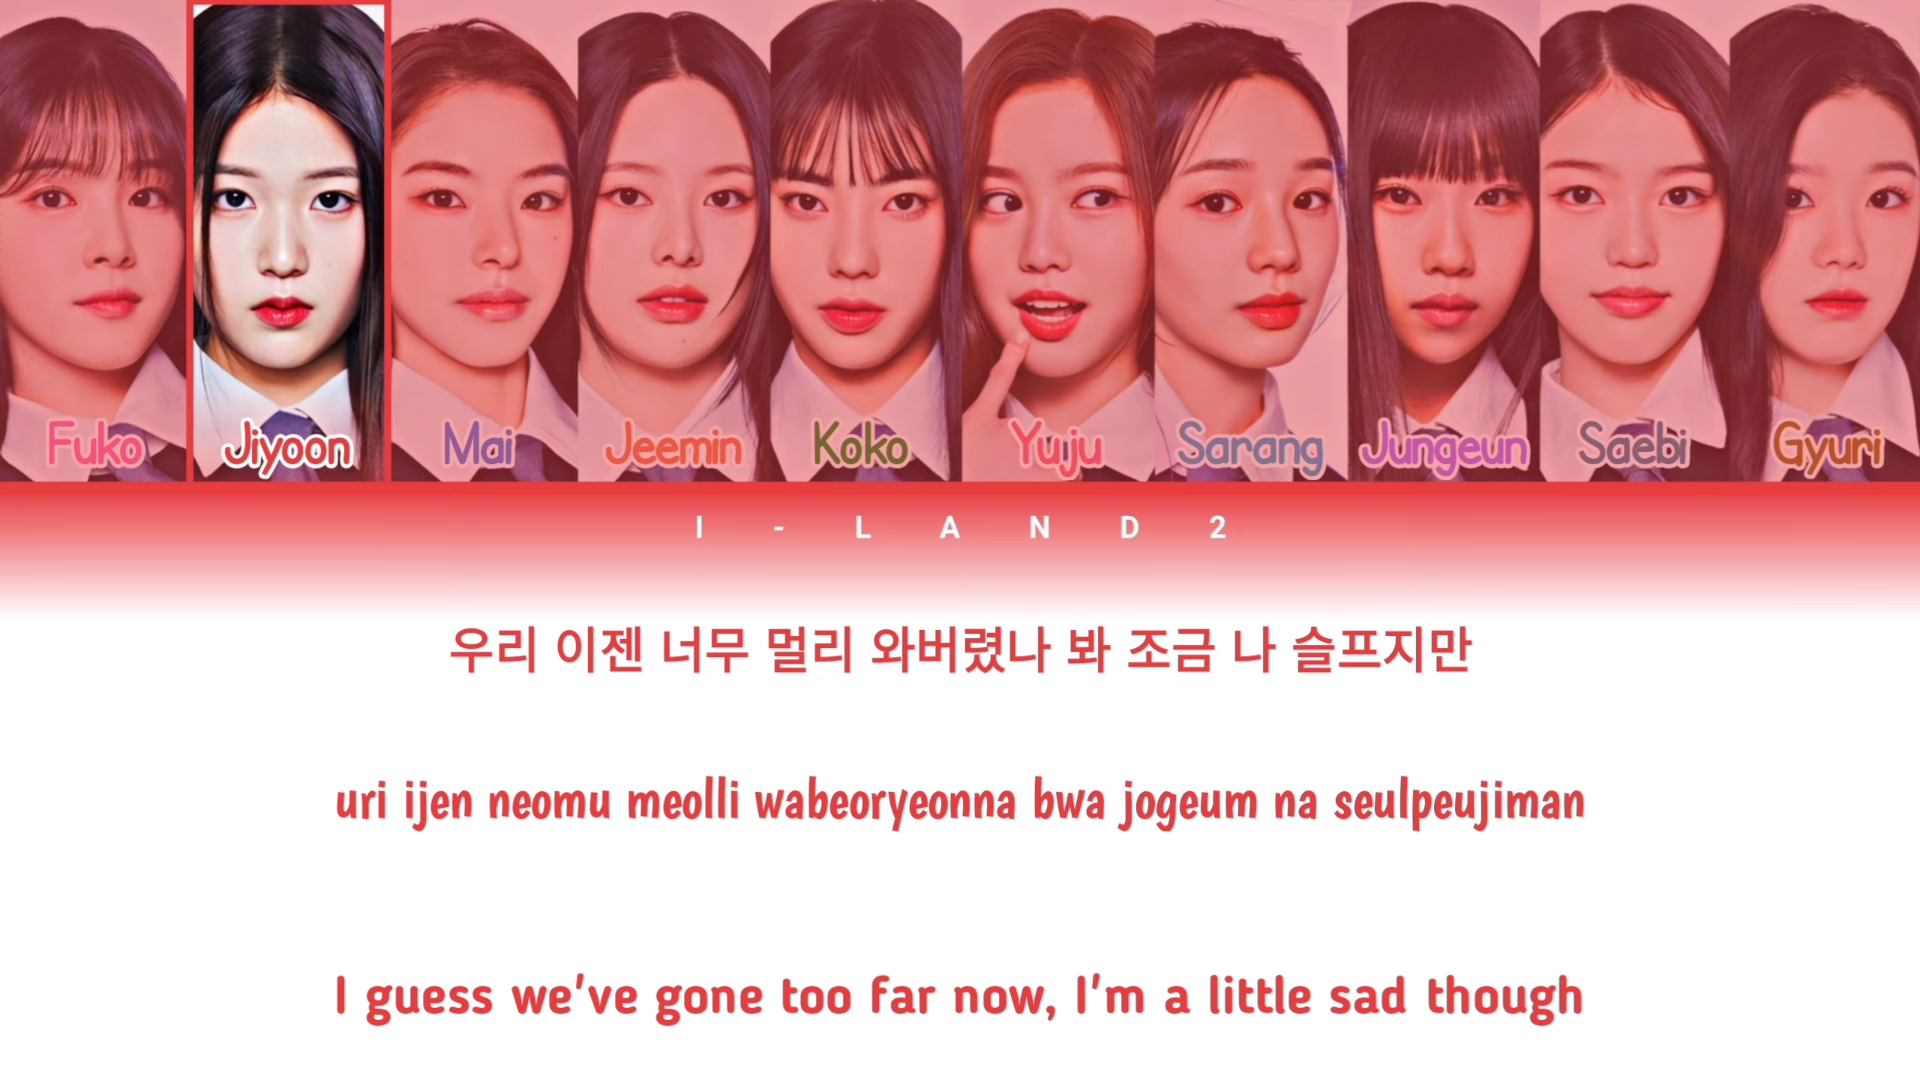 Fuko Jiyoon Mai Jeemin Koko Yuju Sarang Jungeun Saebi Gyuri
I - LAND 2
우리 이젠 너무 멀리 와버렸나 봐 조금 나 슬프지만
uri ijen neomu meolli wabeoryeonna bwa jogeum na seulpeujiman
I guess we've gone too far now, I'm a little sad though